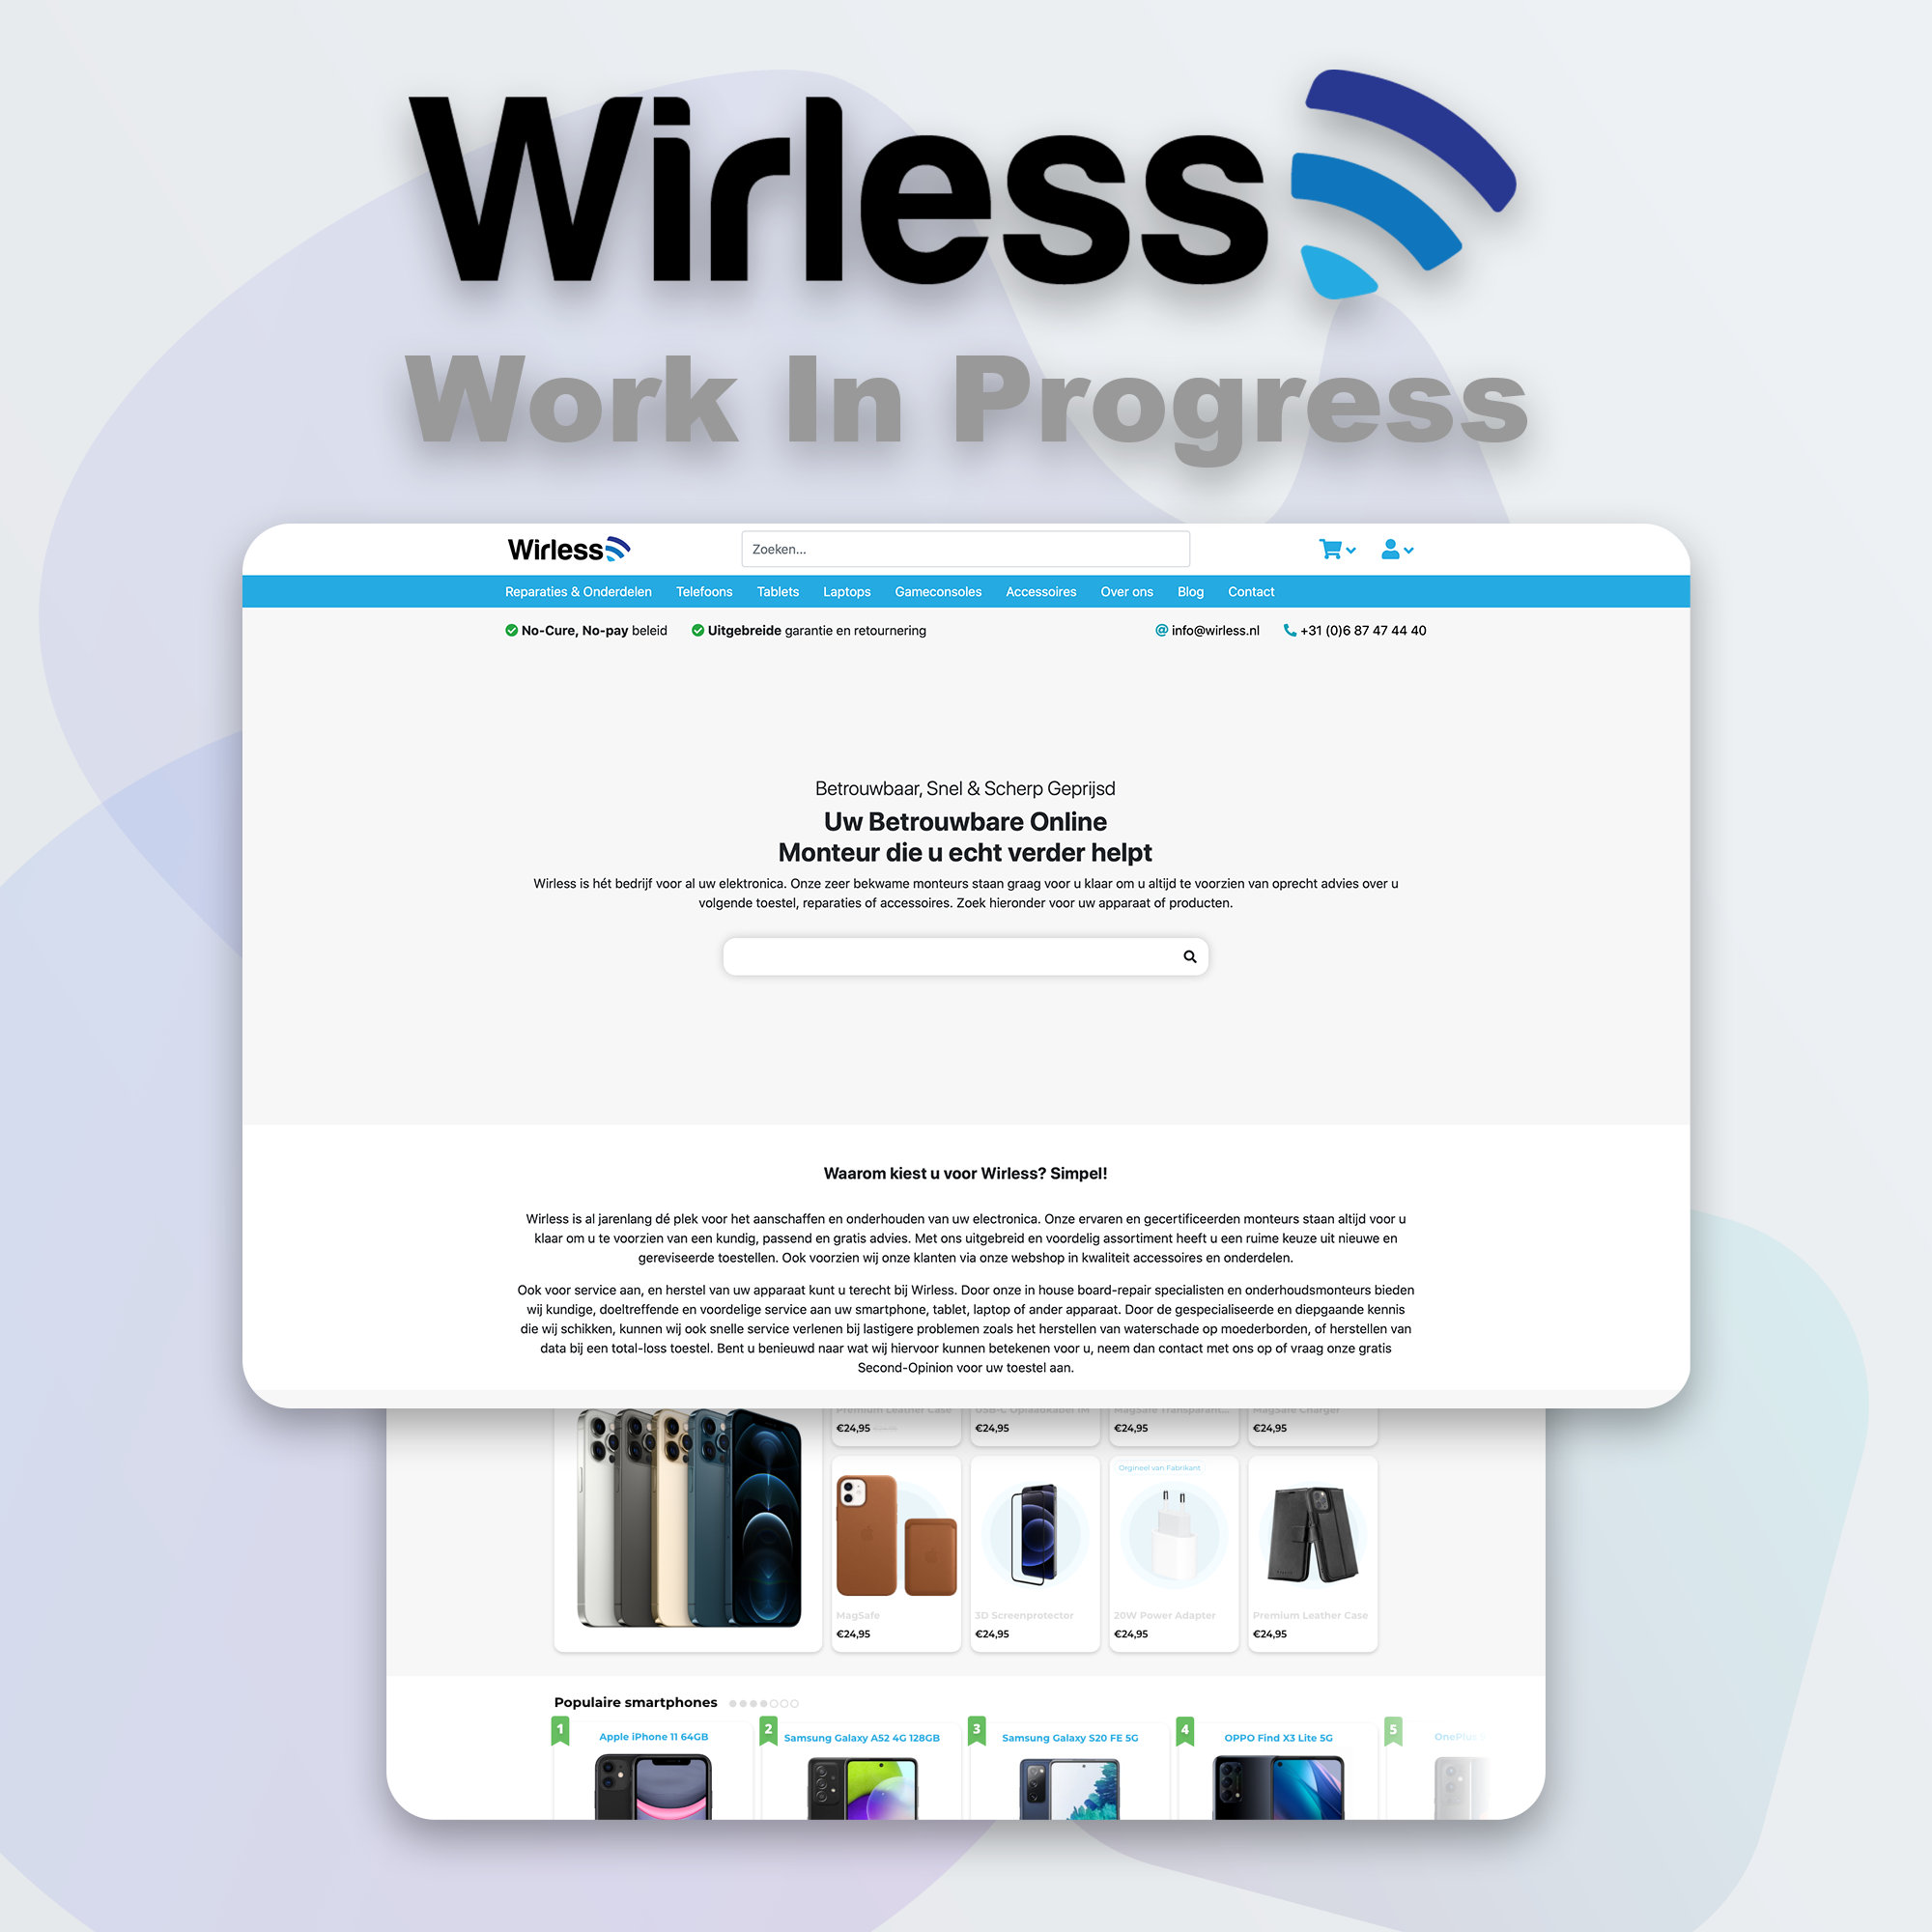 Wirless
Work In Progress
Wirless
Zoeken...
Reparaties & Onderdelen Telefoons Tablets Laptops Gameconsoles Accessoires Over ons Blog Contact
No-Cure, No-pay beleid Uitgebreide garantie en retournering info@wirless.nl +31 (0)6 87 47 44 40
Betrouwbaar, Snel & Scherp Geprijsd
Uw Betrouwbare Online
Monteur die u echt verder helpt
Wirless is hét bedrijf voor al uw elektronica. Onze zeer bekwame monteurs staan graag voor u klaar om u altijd te voorzien van oprecht advies over u
volgende toestel, reparaties of accessoires. Zoek hieronder voor uw apparaat of producten.
Waarom kiest u voor Wirless? Simpel!
Wirless is al jarenlang dé plek voor het aanschaffen en onderhouden van uw electronica. Onze ervaren en gecertificeerden monteurs staan altijd voor u
klaar om u te voorzien van een kundig, passend en gratis advies. Met ons uitgebreid en voordelig assortiment heeft u een ruime keuze uit nieuwe en
gereviseerde toestellen. Ook voorzien wij onze klanten via onze webshop in kwaliteit accessoires en onderdelen.
Ook voor service aan, en herstel van uw apparaat kunt u terecht bij Wirless. Door onze in house board-repair specialisten en onderhoudsmonteurs bieden
wij kundige, doeltreffende en voordelige service aan uw smartphone, tablet, laptop of ander apparaat. Door de gespecialiseerde en diepgaande kennis
die wij schikken, kunnen wij ook snelle service verlenen bij lastigere problemen zoals het herstellen van waterschade op moederborden, of herstellen van
data bij een total-loss toestel. Bent u benieuwd naar wat wij hiervoor kunnen betekenen voor u, neem dan contact met ons op of vraag onze gratis
Second-Opinion voor uw toestel aan.
Premium Leather Case USB-C Oplaadkabel 1M MagSafe Transparant... MagSafe Charger
€24,95 €24,95 €24,95 €24,95
Orgineel van Fabrikant
MagSafe 3D Screenprotector 20W Power Adapter Premium Leather Case
€24,95 €24,95 €24,95 €24,95
Populaire smartphones
1 2 3 4 5
Apple iPhone 11 64GB Samsung Galaxy A52 4G 128GB Samsung Galaxy S20 FE 5G OPPO Find X3 Lite 5G OnePlus